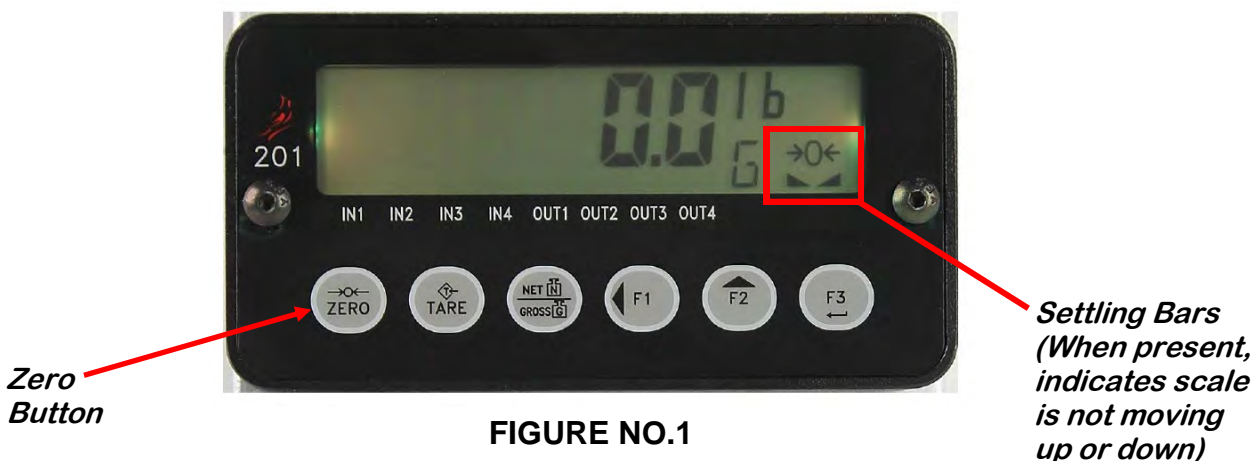 0.0 lb
G →0←
201
IN1 IN2 IN3 IN4 OUT1 OUT2 OUT3 OUT4
→O← ZERO
T TARE
NET N GROSS G
F1
F2
F3
Zero
Button
Settling Bars
(When present,
indicates scale
is not moving
up or down)
FIGURE NO.1